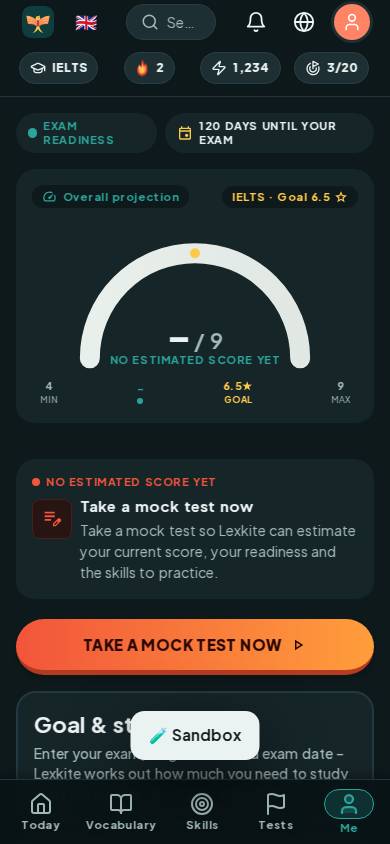 Se...
IELTS
2
1,234
3/20
EXAM
READINESS
120 DAYS UNTIL YOUR
EXAM
Overall projection
IELTS · Goal 6.5 ☆
– / 9
NO ESTIMATED SCORE YET
4
MIN
–
6.5★
GOAL
9
MAX
NO ESTIMATED SCORE YET
Take a mock test now
Take a mock test so Lexkite can estimate
your current score, your readiness and
the skills to practice.
TAKE A MOCK TEST NOW
Goal & st
Sandbox
Enter your exam
exam date –
Lexkite works out how much you need to study
Today
Vocabulary
Skills
Tests
Me